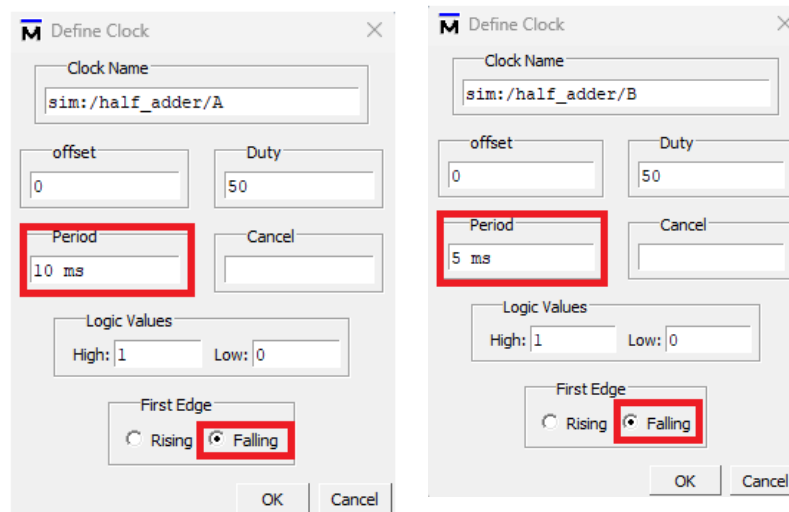 M Define Clock
Clock Name
sim:/half_adder/A
offset Duty
0 50
Period Cancel
10 ms
Logic Values
High: 1 Low: 0
First Edge
Rising Falling
OK Cancel
M Define Clock
Clock Name
sim:/half_adder/B
offset Duty
0 50
Period Cancel
5 ms
Logic Values
High: 1 Low: 0
First Edge
Rising Falling
OK Cancel